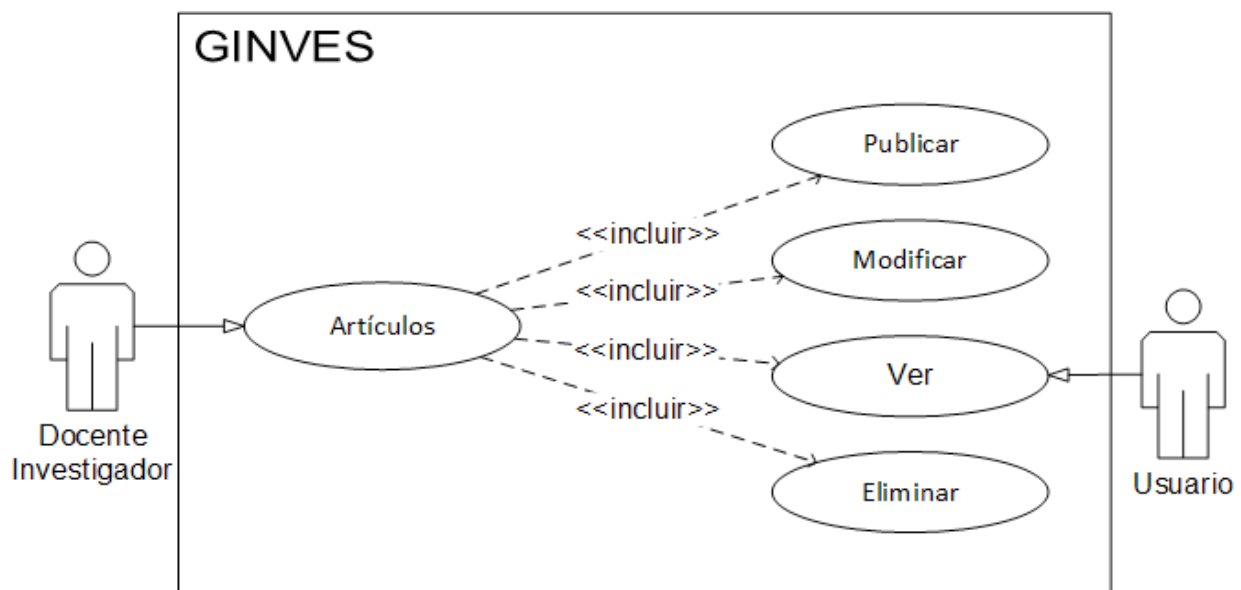 GINVES
Publicar
<<incluir>>
Modificar
<<incluir>>
Artículos
<<incluir>>
Ver
<<incluir>>
Docente
Investigador
Eliminar
Usuario